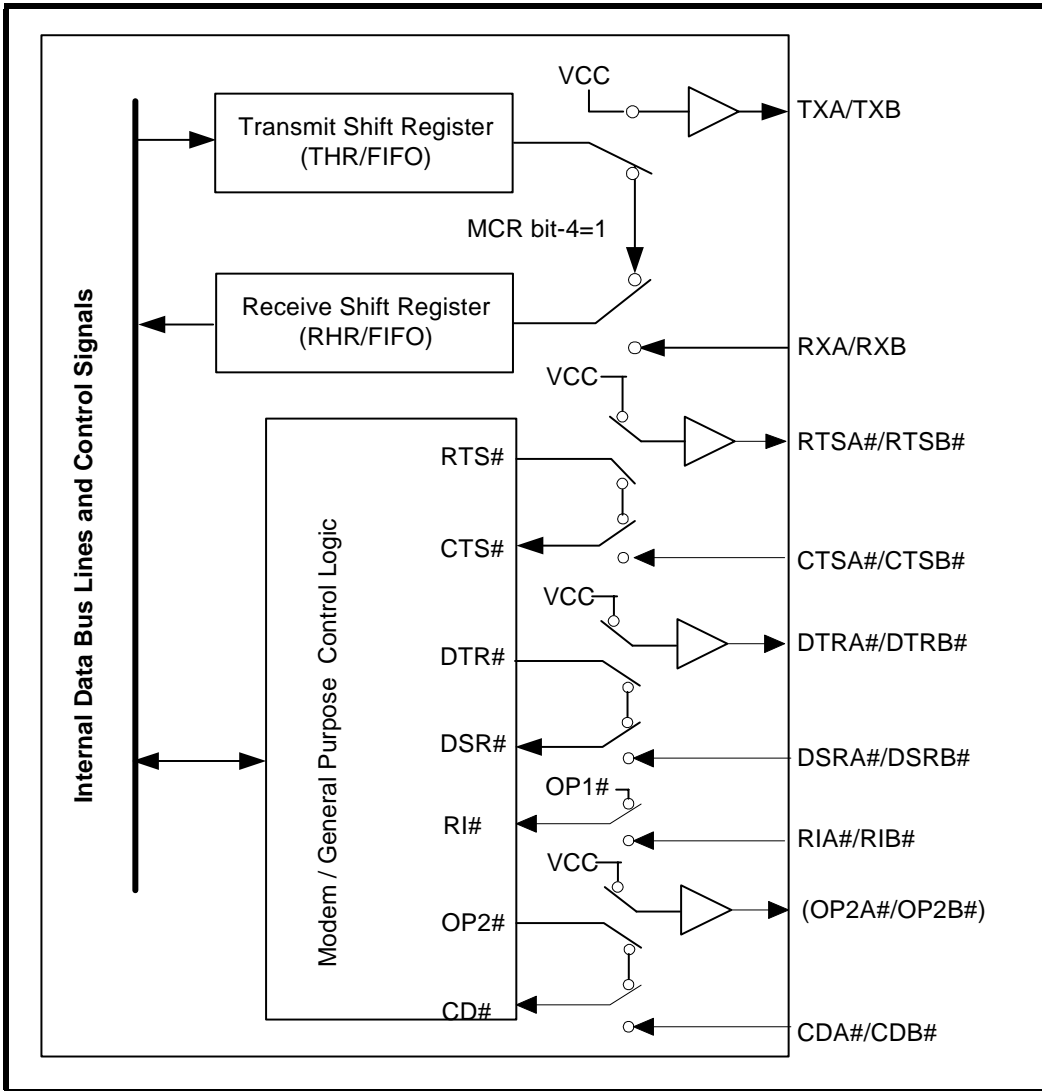 VCC
TXA/TXB
Transmit Shift Register
(THR/FIFO)
MCR bit-4=1
Receive Shift Register
(RHR/FIFO)
RXA/RXB
VCC
RTSA#/RTSB#
RTS#
CTS#
CTSA#/CTSB#
VCC
DTRA#/DTRB#
DTR#
DSR#
DSRA#/DSRB#
OP1#
RI#
RIA#/RIB#
VCC
(OP2A#/OP2B#)
OP2#
CD#
CDA#/CDB#
Internal Data Bus Lines and Control Signals
Modem / General Purpose Control Logic